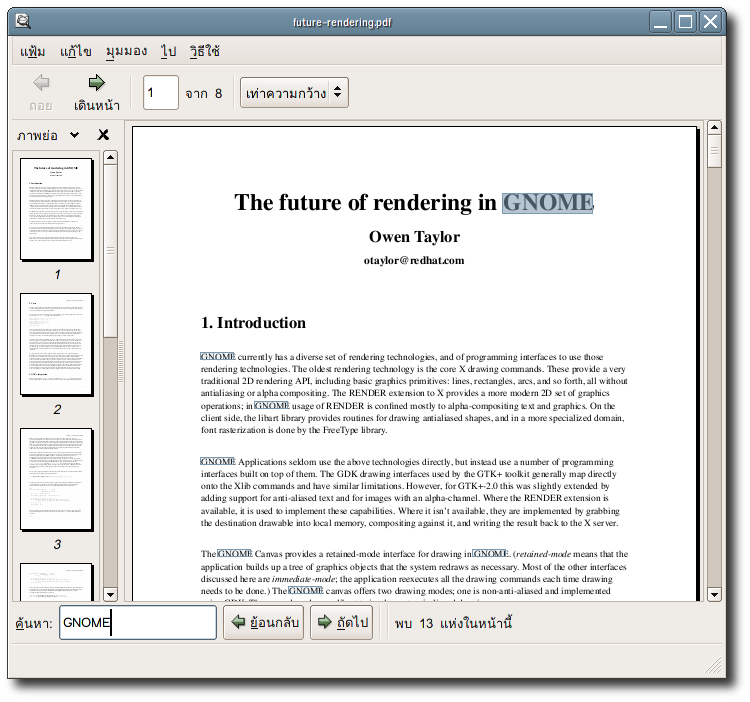 future-rendering.pdf
แฟ้ม แก้ไข มุมมอง ไป วิธีใช้
ถอย เดินหน้า 1 จาก 8 เท่าความกว้าง
ภาพย่อ
1
2
3
The future of rendering in GNOME
Owen Taylor
otaylor@redhat.com
1. Introduction
GNOME currently has a diverse set of rendering technologies, and of programming interfaces to use those
rendering technologies. The oldest rendering technology is the core X drawing commands. These provide a very
traditional 2D rendering API, including basic graphics primitives: lines, rectangles, arcs, and so forth, all without
antialiasing or alpha compositing. The RENDER extension to X provides a more modern 2D set of graphics
operations; in GNOME usage of RENDER is confined mostly to alpha-compositing text and graphics. On the
client side, the libart library provides routines for drawing antialiased shapes, and in a more specialized domain,
font rasterization is done by the FreeType library.
GNOME Applications seldom use the above technologies directly, but instead use a number of programming
interfaces built on top of them. The GDK drawing interfaces used by the GTK+ toolkit generally map directly
onto the Xlib commands and have similar limitations. However, for GTK+-2.0 this was slightly extended by
adding support for anti-aliased text and for images with an alpha-channel. Where the RENDER extension is
available, it is used to implement these capabilities. Where it isn't available, they are implemented by grabbing
the destination drawable into local memory, compositing against it, and writing the result back to the X server.
The GNOME Canvas provides a retained-mode interface for drawing in GNOME. (retained-mode means that the
application builds up a tree of graphics objects that the system redraws as necessary. Most of the other interfaces
discussed here are immediate-mode; the application reexecutes all the drawing commands each time drawing
needs to be done.) The GNOME canvas offers two drawing modes; one is non-anti-aliased and implemented
ค้นหา: GNOME ย้อนกลับ ถัดไป พบ 13 แห่งในหน้านี้